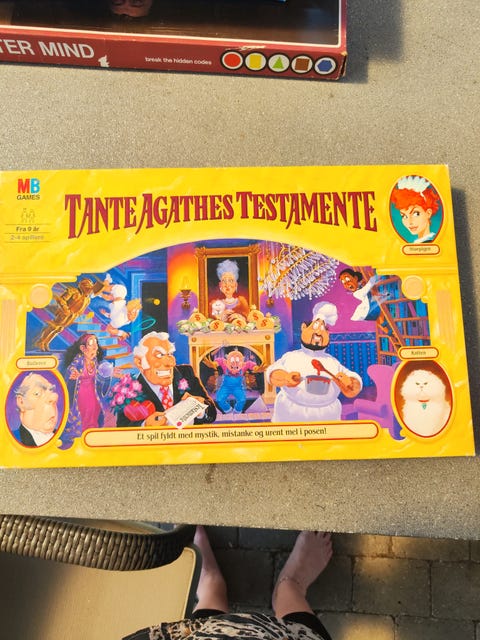 TER MIND
break the hidden codes
MB
GAMES
Fra 9 år
2-4 spillere
TANTE AGATHES TESTAMENTE
Stuepigen
Butleren
Katten
TESTAMENTE
Et spil fyldt med mystik, mistanke og urent mel i posen!